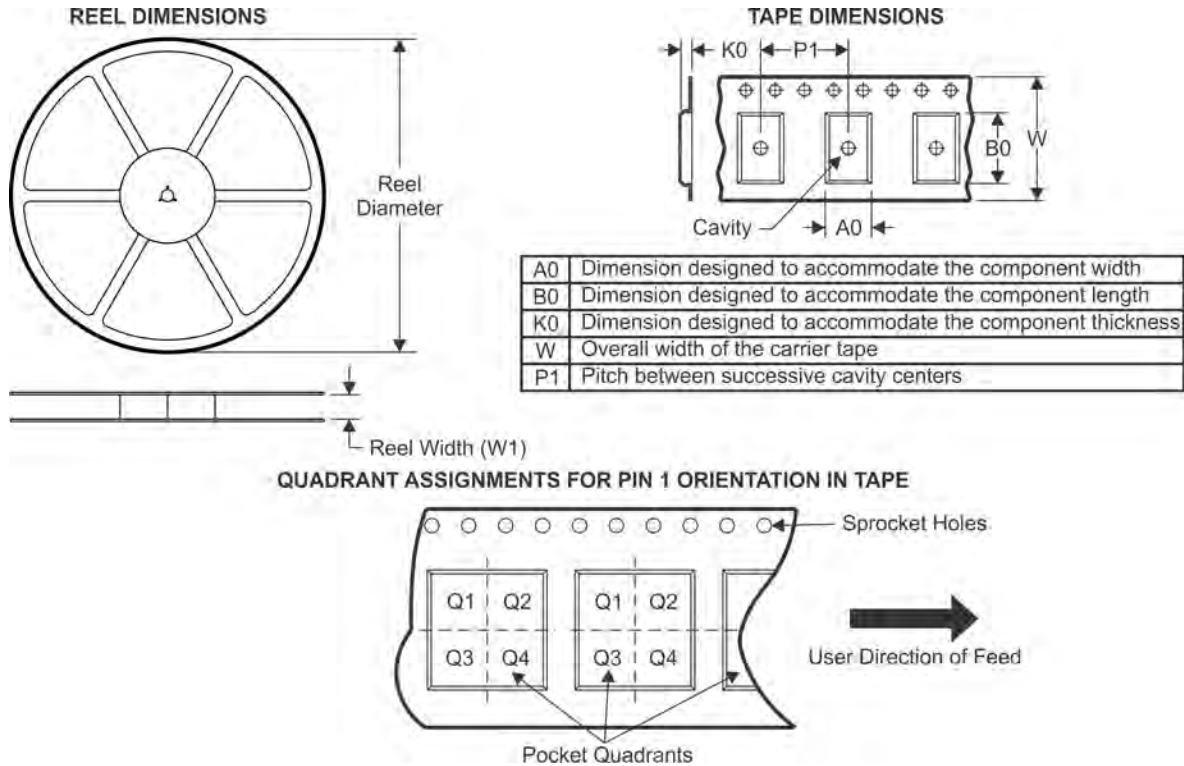 REEL DIMENSIONS
Reel
Diameter
Reel Width (W1)
TAPE DIMENSIONS
K0
P1
B0
W
Cavity
A0
A0 Dimension designed to accommodate the component width
B0 Dimension designed to accommodate the component length
K0 Dimension designed to accommodate the component thickness
W Overall width of the carrier tape
P1 Pitch between successive cavity centers
QUADRANT ASSIGNMENTS FOR PIN 1 ORIENTATION IN TAPE
Sprocket Holes
Q1 Q2 Q1 Q2
Q3 Q4 Q3 Q4
User Direction of Feed
Pocket Quadrants